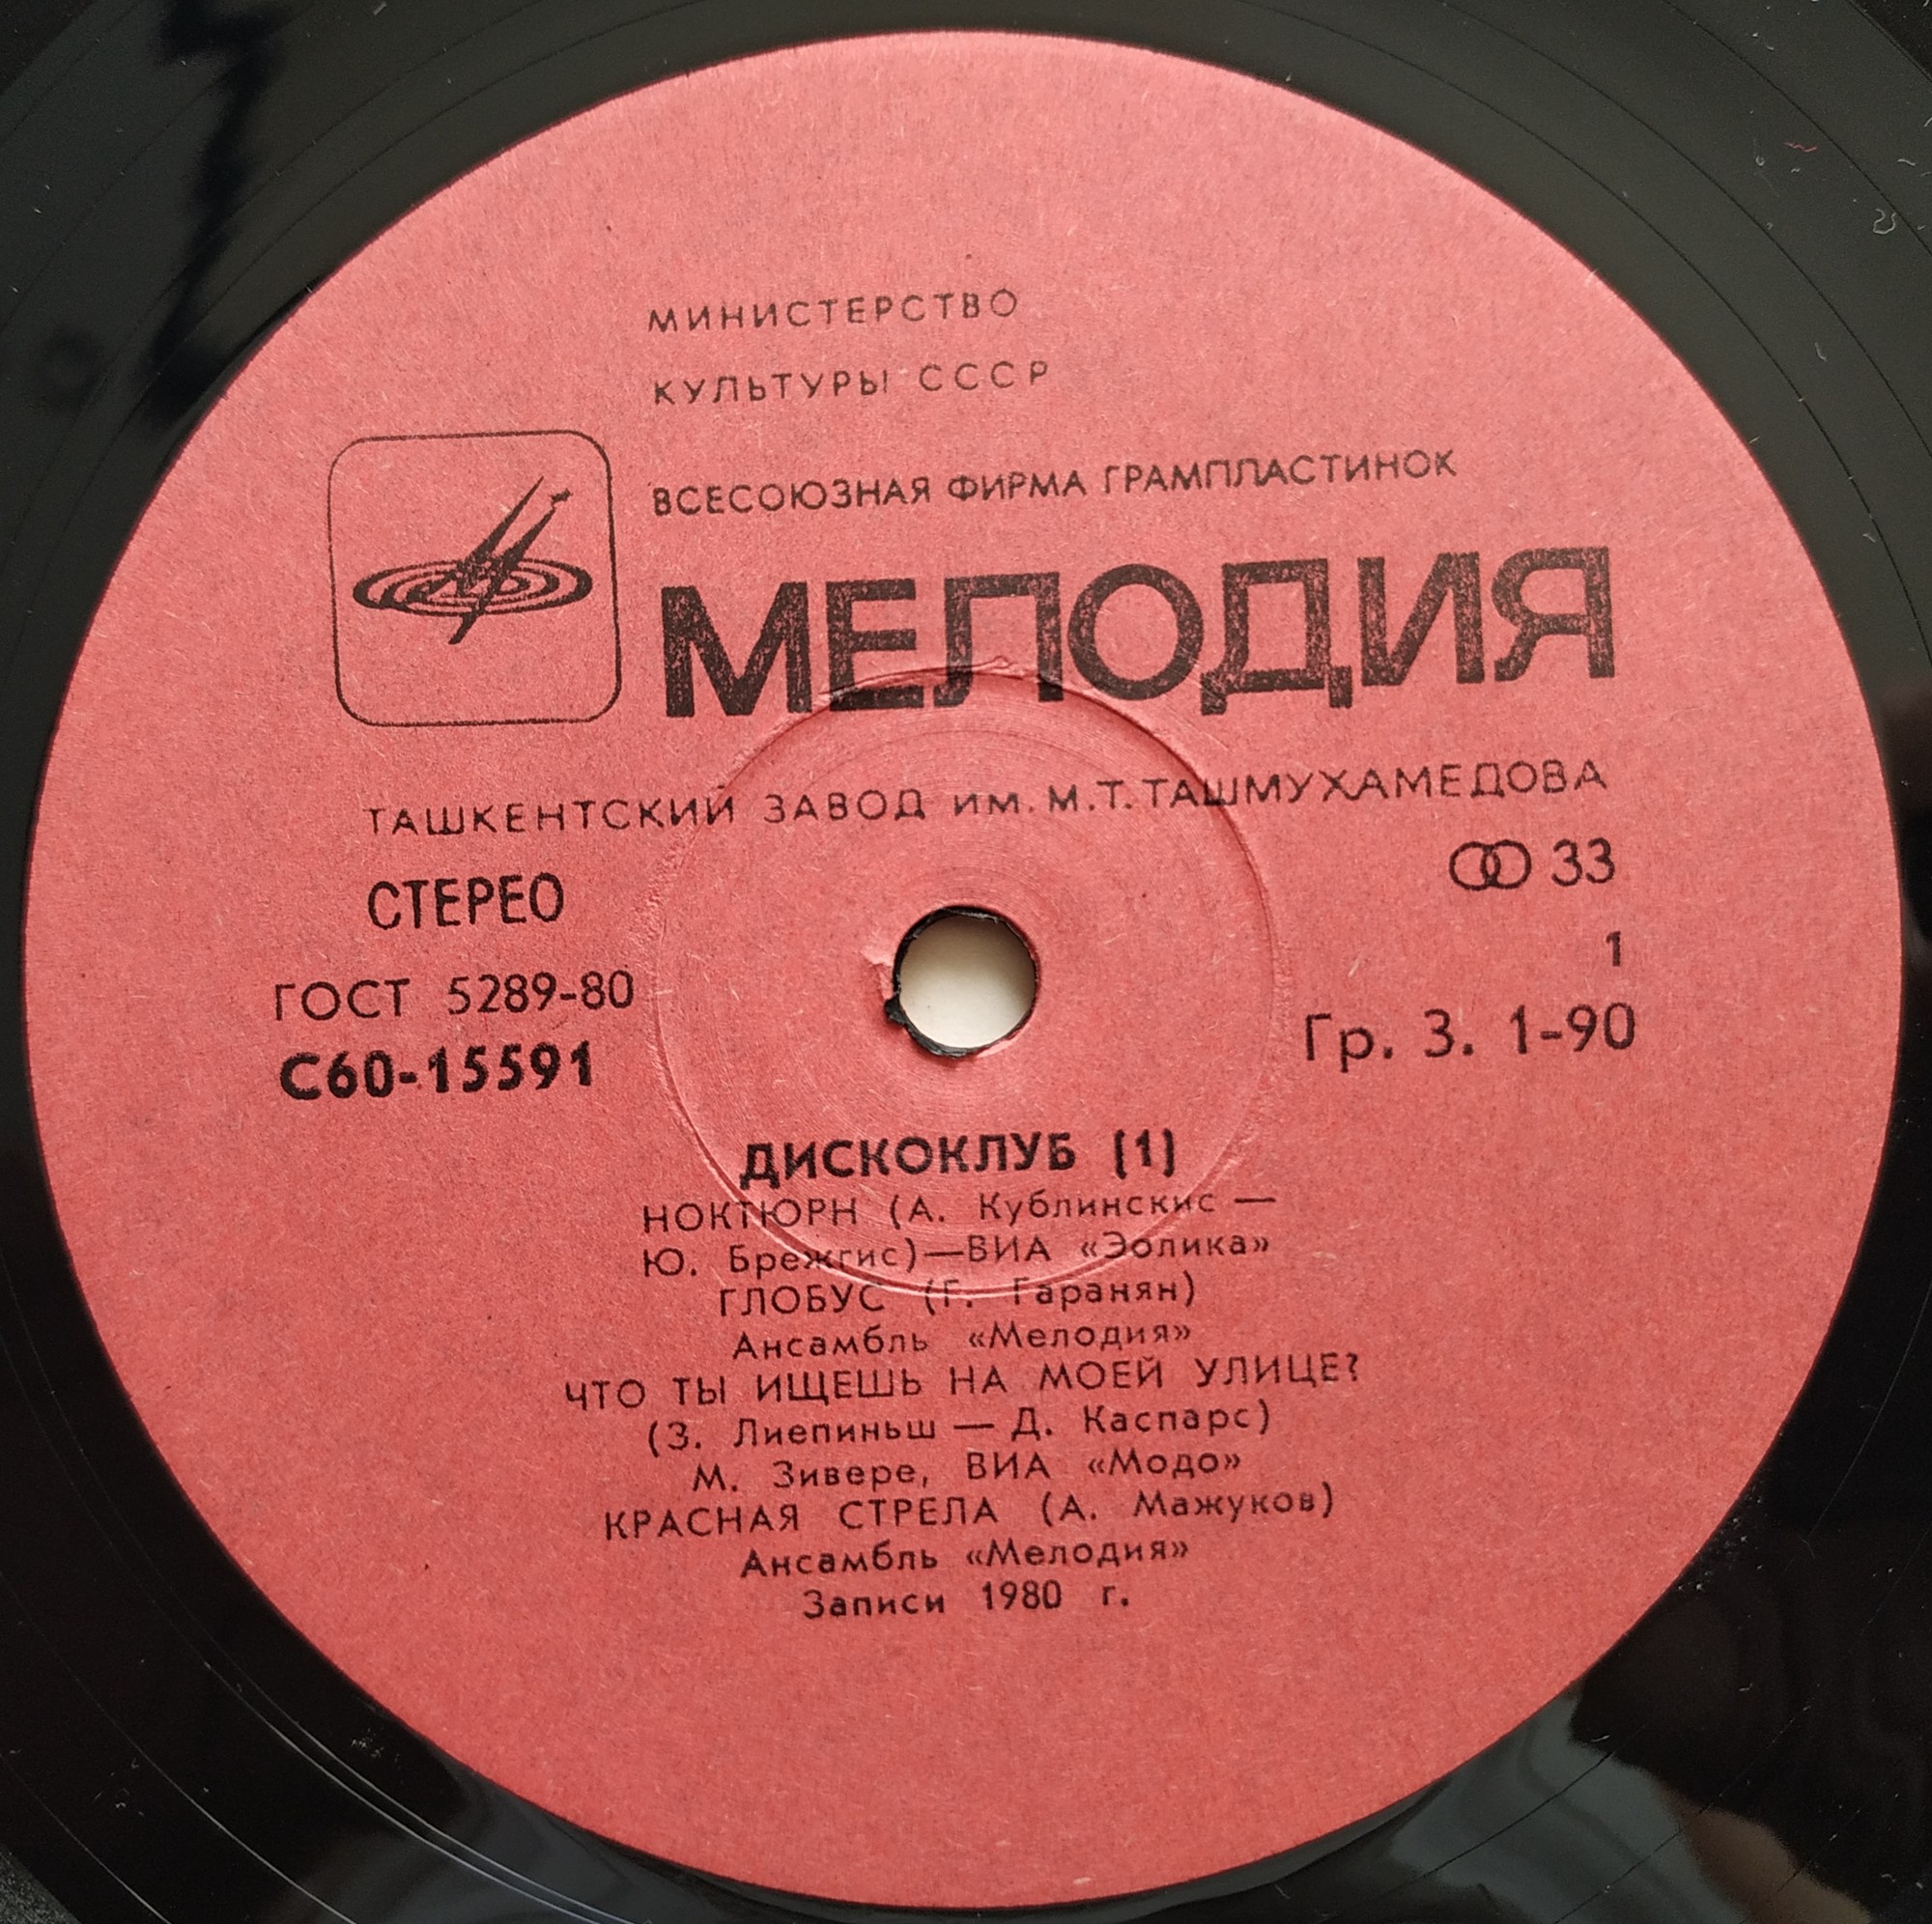 МИНИСТЕРСТВО
КУЛЬТУРЫ СССР
ВСЕСОЮЗНАЯ ФИРМА ГРАМПЛАСТИНОК
МЕЛОДИЯ
ТАШКЕНТСКИЙ ЗАВОД ИМ. М.Т. ТАШМУХАМЕДОВА
СТЕРЕО
33
1
ГОСТ 5289-80
Гр. 3. 1-90
С60-15591
ДИСКОКЛУБ (1)
НОКТЮРН (А. Кублинскис —
Ю. Брежгис)—ВИА «Эолика»
ГЛОБУС (Г. Гаранян)
Ансамбль «Мелодия»
ЧТО ТЫ ИЩЕШЬ НА МОЕЙ УЛИЦЕ?
(З. Лиепиньш — Д. Каспарс)
М. Зивере, ВИА «Модо»
КРАСНАЯ СТРЕЛА (А. Мажуков)
Ансамбль «Мелодия»
Записи 1980 г.